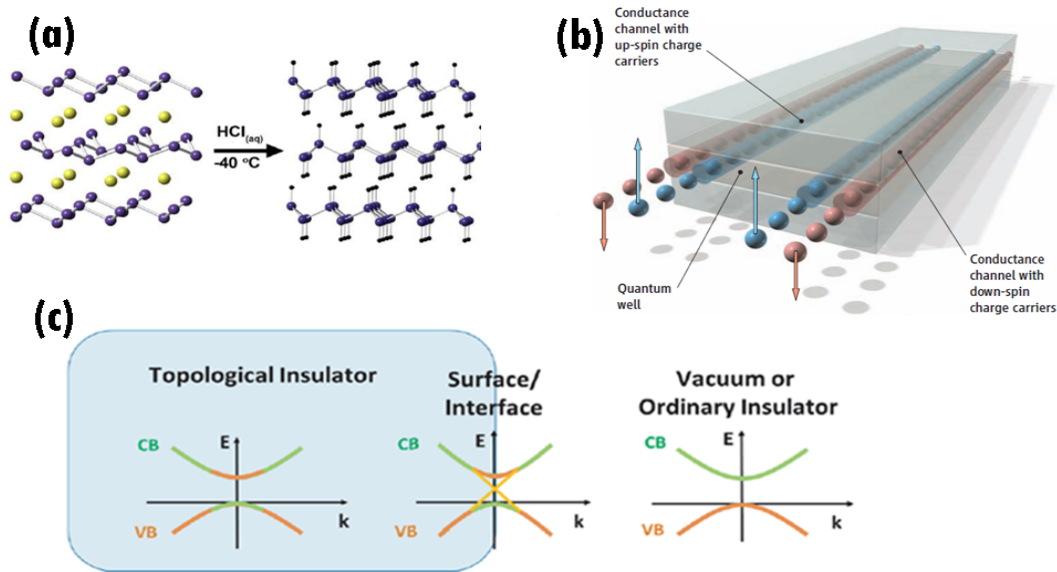 (a)
HCl(aq)
-40 °C
(b)
Conductance
channel with
up-spin charge
carriers
Quantum
well
Conductance
channel with
down-spin
charge carriers
(c)
Topological Insulator
Surface/
Interface
Vacuum or
Ordinary Insulator
CB
E
k
VB
CB
E
k
VB
CB
E
k
VB